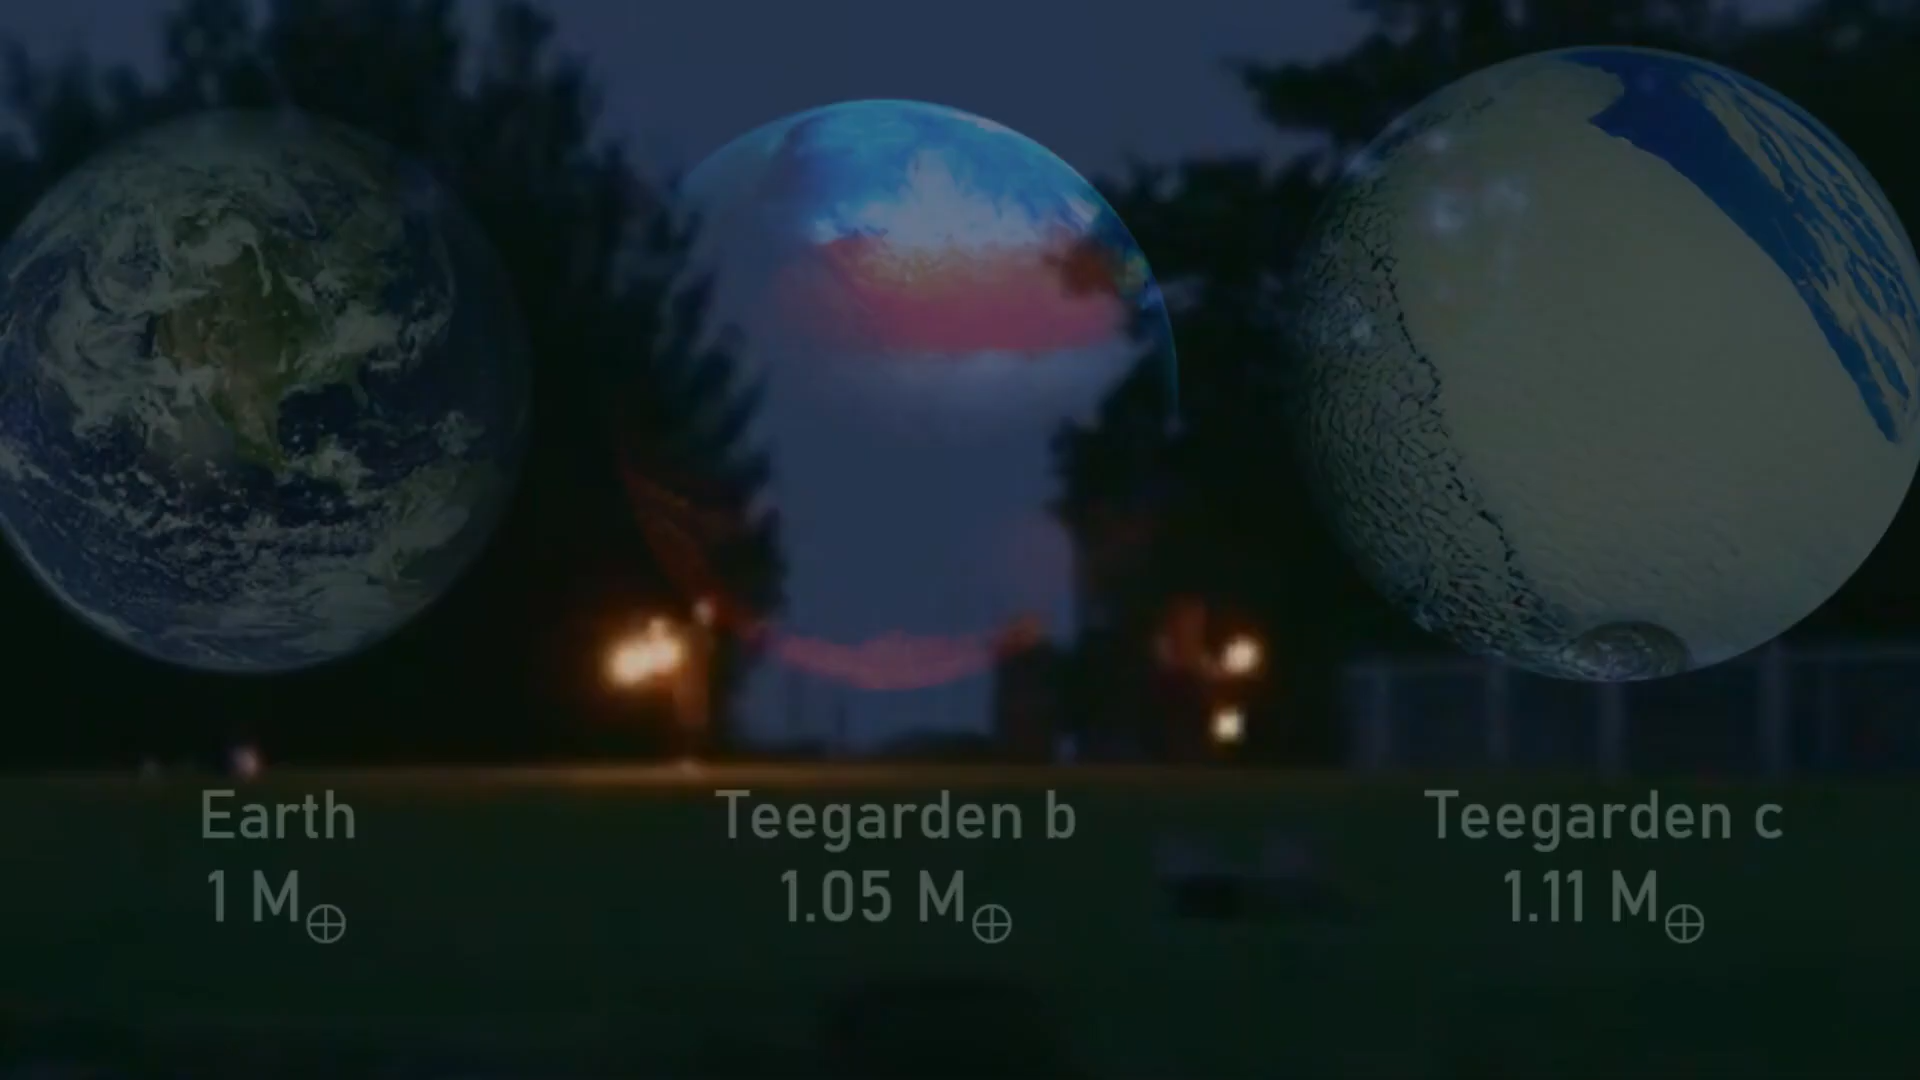 Earth
1 M⊕
Teegarden b
1.05 M⊕
Teegarden c
1.11 M⊕